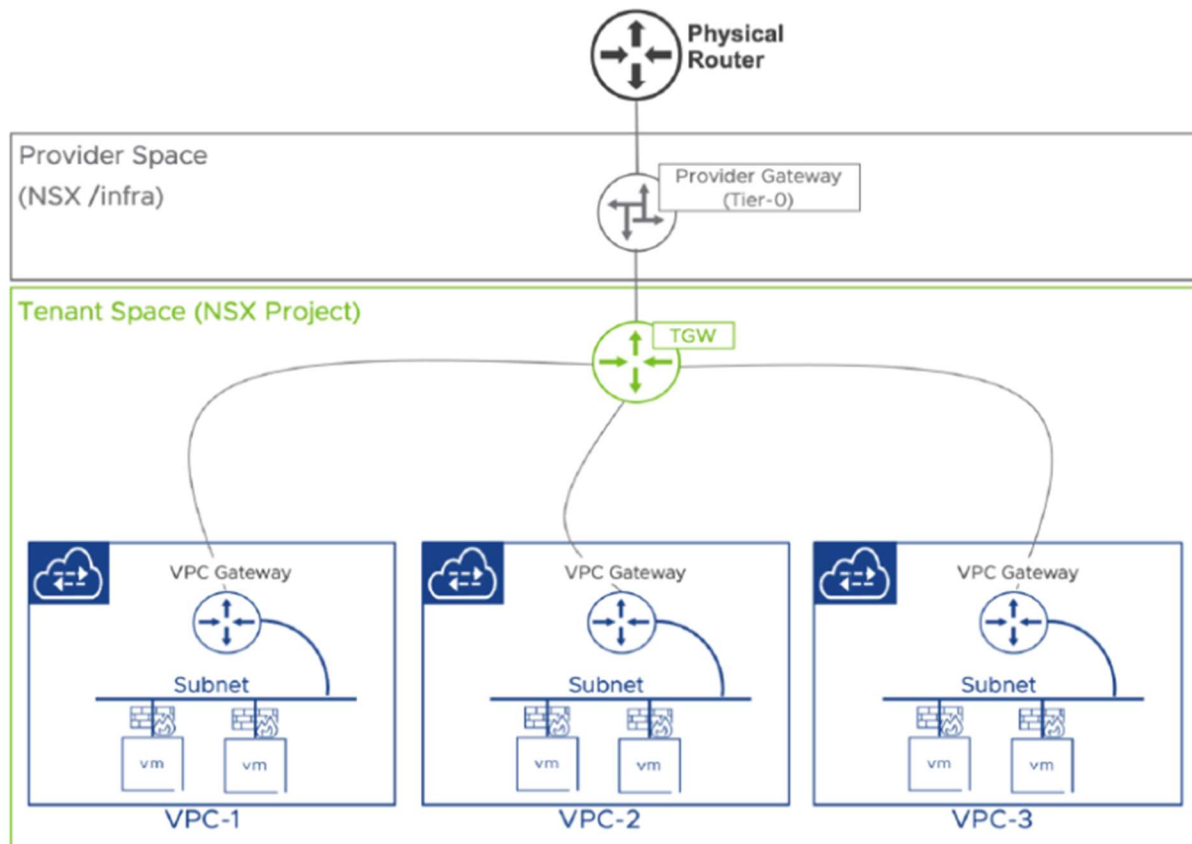 Physical
Router
Provider Space
(NSX /infra)
Provider Gateway
(Tier-0)
Tenant Space (NSX Project)
TGW
VPC Gateway
VPC Gateway
VPC Gateway
Subnet
Subnet
Subnet
vm
vm
vm
vm
vm
vm
VPC-1
VPC-2
VPC-3